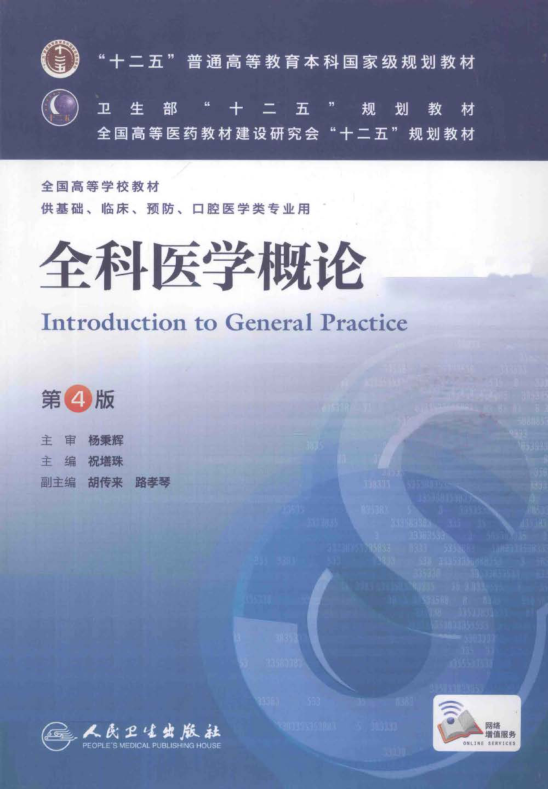 “十二五”普通高等教育本科国家级规划教材
卫生部“十二五”规划教材
全国高等医药教材建设研究会“十二五”规划教材
全国高等学校教材
供基础、临床、预防、口腔医学类专业用
全科医学概论
Introduction to General Practice
第4版
主 审 杨秉辉
主 编 祝墡珠
副主编 胡传来 路孝琴
人民卫生出版社
PEOPLE'S MEDICAL PUBLISHING HOUSE
网络
增值服务
ONLINE SERVICES